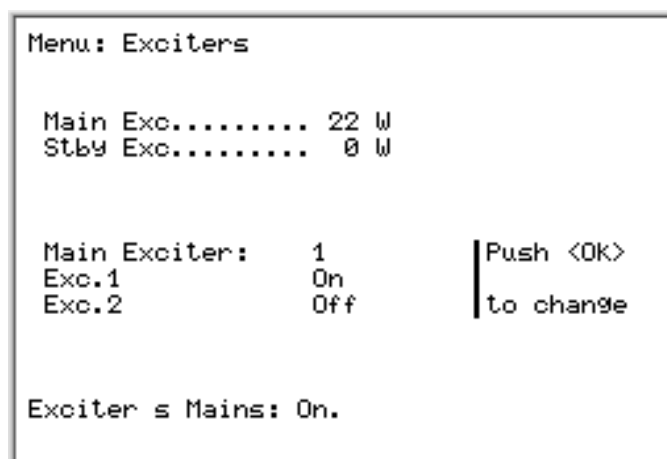 Menu: Exciters
Main Exc......... 22 W
Stby Exc......... 0 W
Main Exciter: 1
Exc.1 On
Exc.2 Off
Push <OK>
to change
Exciter s Mains: On.